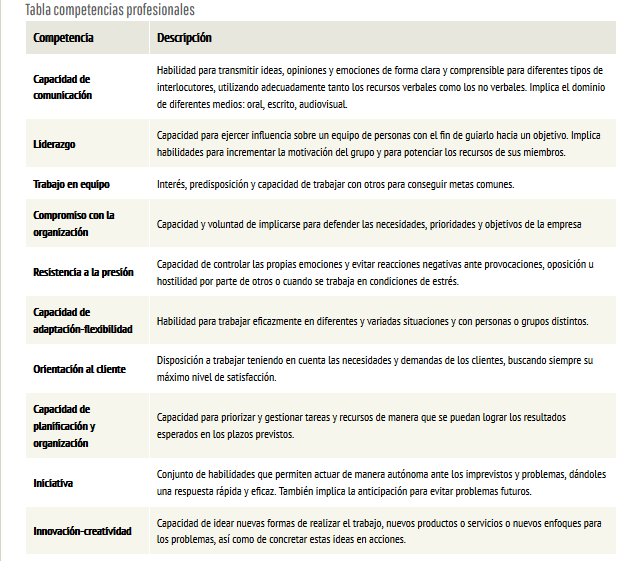 Tabla competencias profesionales
Competencia
Descripción
Capacidad de
comunicación
Habilidad para transmitir ideas, opiniones y emociones de forma clara y comprensible para diferentes tipos de
interlocutores, utilizando adecuadamente tanto los recursos verbales como los no verbales. Implica el dominio
de diferentes medios: oral, escrito, audiovisual.
Liderazgo
Capacidad para ejercer influencia sobre un equipo de personas con el fin de guiarlo hacia un objetivo. Implica
habilidades para incrementar la motivación del grupo y para potenciar los recursos de sus miembros.
Trabajo en equipo
Interés, predisposición y capacidad de trabajar con otros para conseguir metas comunes.
Compromiso con la
organización
Capacidad y voluntad de implicarse para defender las necesidades, prioridades y objetivos de la empresa
Resistencia a la presión
Capacidad de controlar las propias emociones y evitar reacciones negativas ante provocaciones, oposición u
hostilidad por parte de otros o cuando se trabaja en condiciones de estrés.
Capacidad de
adaptación-flexibilidad
Habilidad para trabajar eficazmente en diferentes y variadas situaciones y con personas o grupos distintos.
Orientación al cliente
Disposición a trabajar teniendo en cuenta las necesidades y demandas de los clientes, buscando siempre su
máximo nivel de satisfacción.
Capacidad de
planificación y
organización
Capacidad para priorizar y gestionar tareas y recursos de manera que se puedan lograr los resultados
esperados en los plazos previstos.
Iniciativa
Conjunto de habilidades que permiten actuar de manera autónoma ante los imprevistos y problemas, dándoles
una respuesta rápida y eficaz. También implica la anticipación para evitar problemas futuros.
Innovación-creatividad
Capacidad de idear nuevas formas de realizar el trabajo, nuevos productos o servicios o nuevos enfoques para
los problemas, así como de concretar estas ideas en acciones.